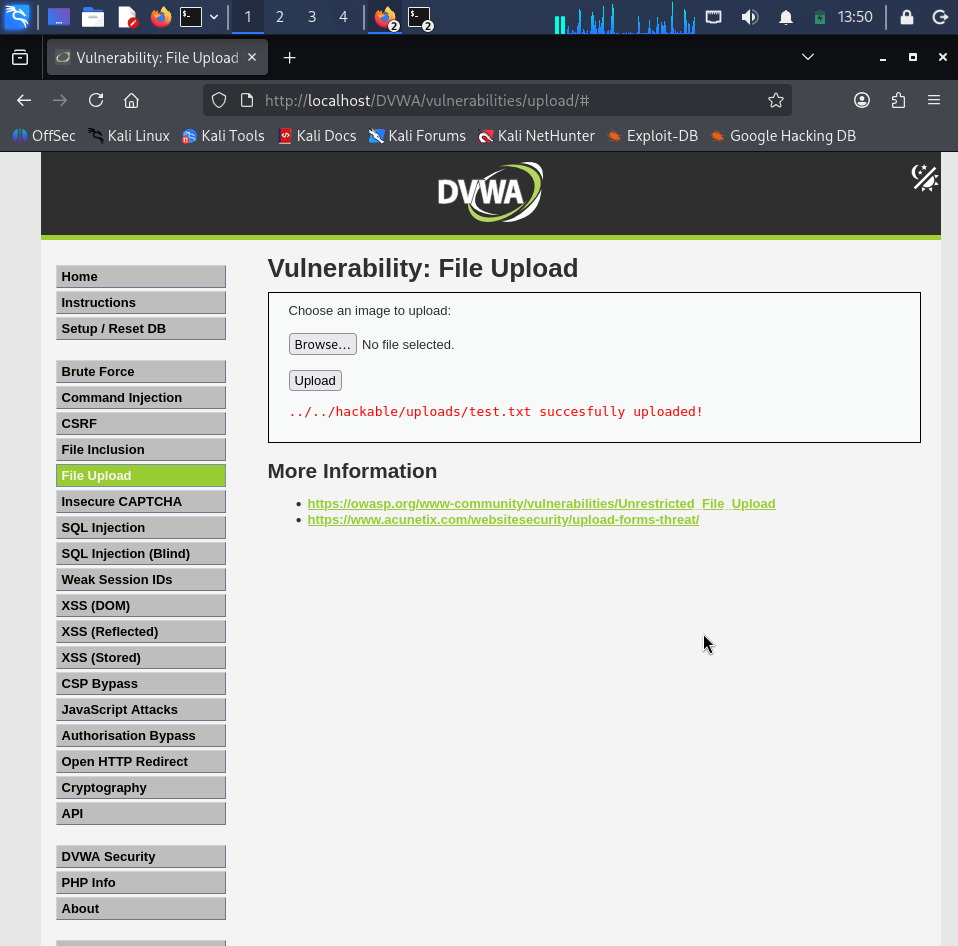 1 2 3 4 2 2 13:50
Vulnerability: File Upload
http://localhost/DVWA/vulnerabilities/upload/#
OffSec Kali Linux Kali Tools Kali Docs Kali Forums Kali NetHunter Exploit-DB Google Hacking DB
DVWA
Home
Instructions
Setup / Reset DB
Brute Force
Command Injection
CSRF
File Inclusion
File Upload
Insecure CAPTCHA
SQL Injection
SQL Injection (Blind)
Weak Session IDs
XSS (DOM)
XSS (Reflected)
XSS (Stored)
CSP Bypass
JavaScript Attacks
Authorisation Bypass
Open HTTP Redirect
Cryptography
API
DVWA Security
PHP Info
About
Vulnerability: File Upload
Choose an image to upload:
Browse... No file selected.
Upload
../../hackable/uploads/test.txt succesfully uploaded!
More Information
https://owasp.org/www-community/vulnerabilities/Unrestricted_File_Upload
https://www.acunetix.com/websitesecurity/upload-forms-threat/